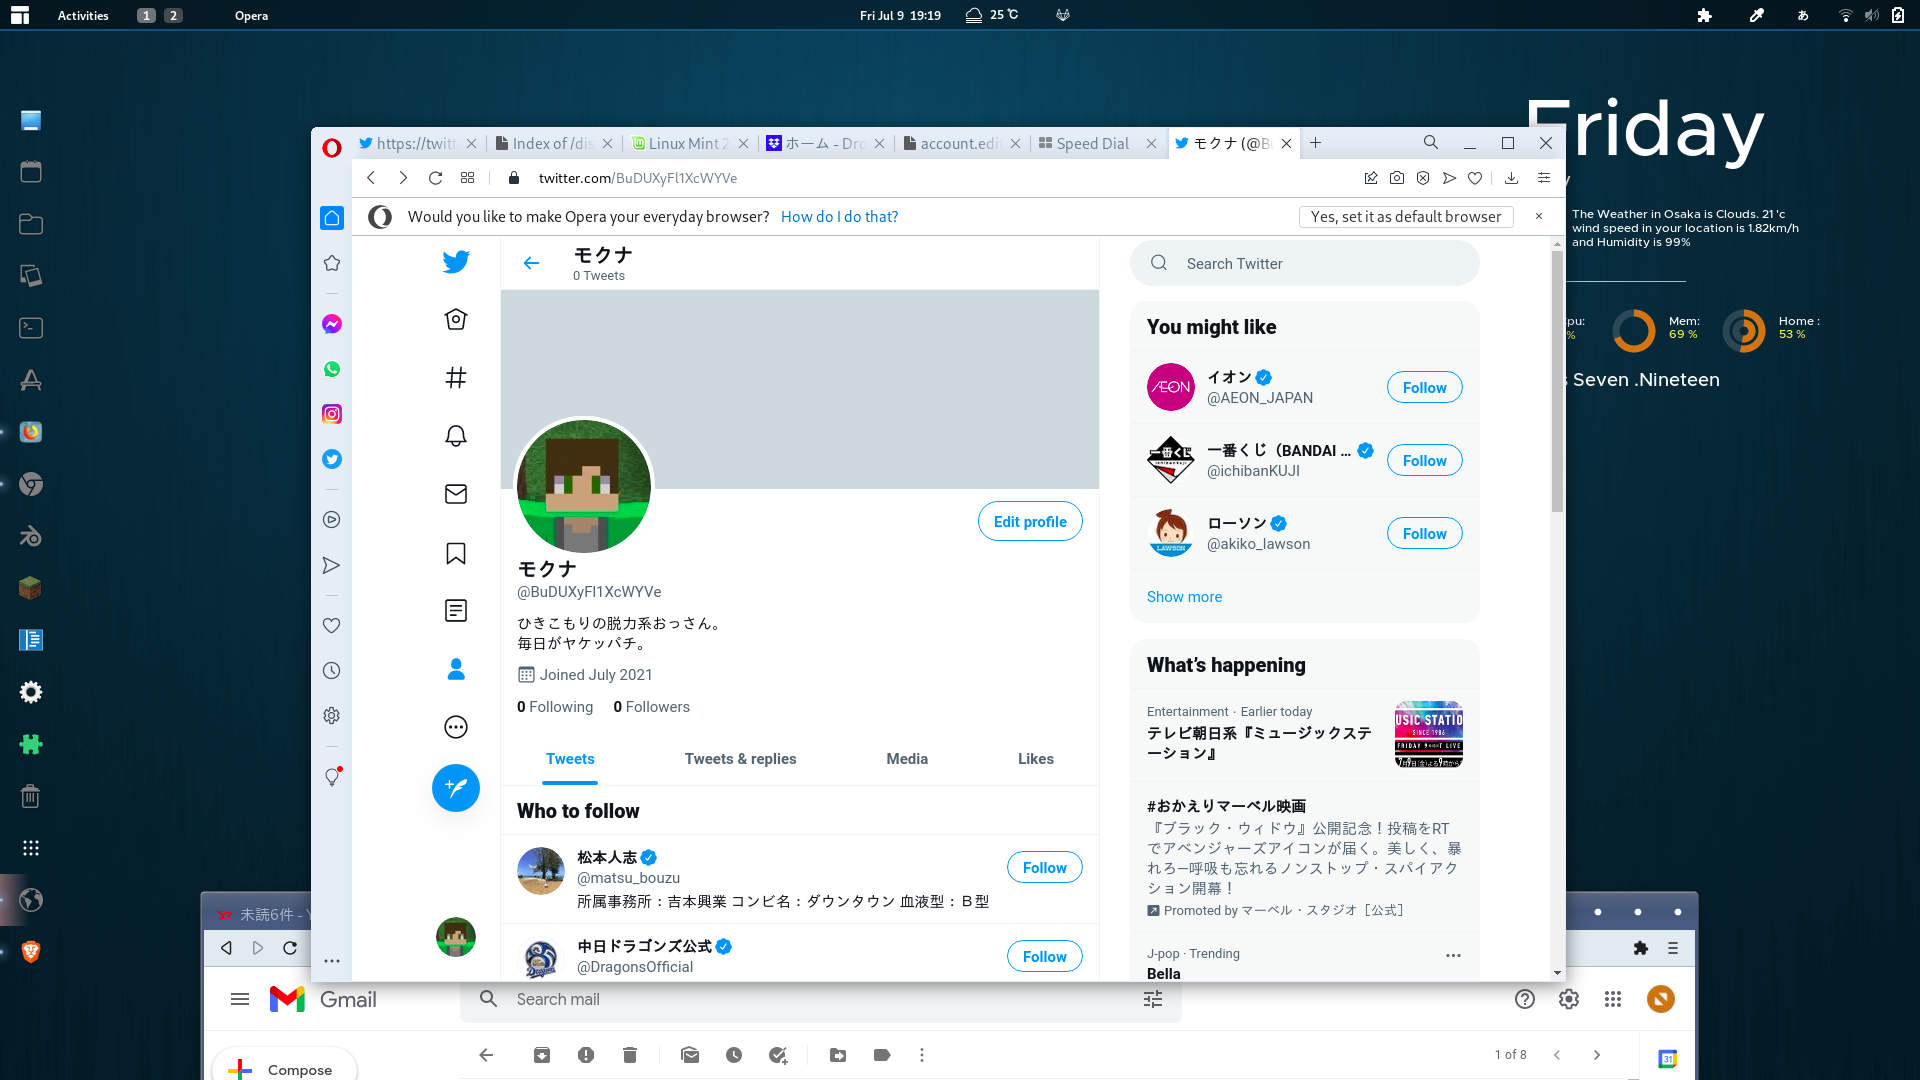 Activities 1 2 Opera
Fri Jul 9 19:19 25 ℃
あ
Friday
The Weather in Osaka is Clouds. 21 'c
wind speed in your location is 1.82km/h
and Humidity is 99%
Mem:
69 %
Home :
53 %
Seven .Nineteen
https://twitt
Index of /dis
Linux Mint 2
ホーム - Dro
account.edit
Speed Dial
モクナ (@B
twitter.com/BuDUXyFl1XcWYVe
Would you like to make Opera your everyday browser? How do I do that?
Yes, set it as default browser
モクナ
0 Tweets
Edit profile
モクナ
@BuDUXyFl1XcWYVe
ひきこもりの脱力系おっさん。
毎日がヤケッパチ。
Joined July 2021
0 Following 0 Followers
Tweets Tweets & replies Media Likes
Who to follow
松本人志
@matsu_bouzu
所属事務所：吉本興業 コンビ名：ダウンタウン 血液型：Ｂ型
Follow
中日ドラゴンズ公式
@DragonsOfficial
Follow
Search Twitter
You might like
ÆON
イオン
@AEON_JAPAN
Follow
一番くじ
一番くじ（BANDAI ...
@ichibanKUJI
Follow
LAWSON
ローソン
@akiko_lawson
Follow
Show more
What's happening
Entertainment · Earlier today
テレビ朝日系『ミュージックステ
ーション』
USIC STATIO
SINCE 1986
FRIDAY NIGHT LIVE
#おかえりマーベル映画
『ブラック・ウィドウ』公開記念！投稿をRT
でアベンジャーズアイコンが届く。美しく、暴
れろ—呼吸も忘れるノンストップ・スパイアク
ション開幕！
Promoted by マーベル・スタジオ［公式］
J-pop · Trending
Bella
未読6件 - Y
Gmail
Search mail
Compose
1 of 8
31